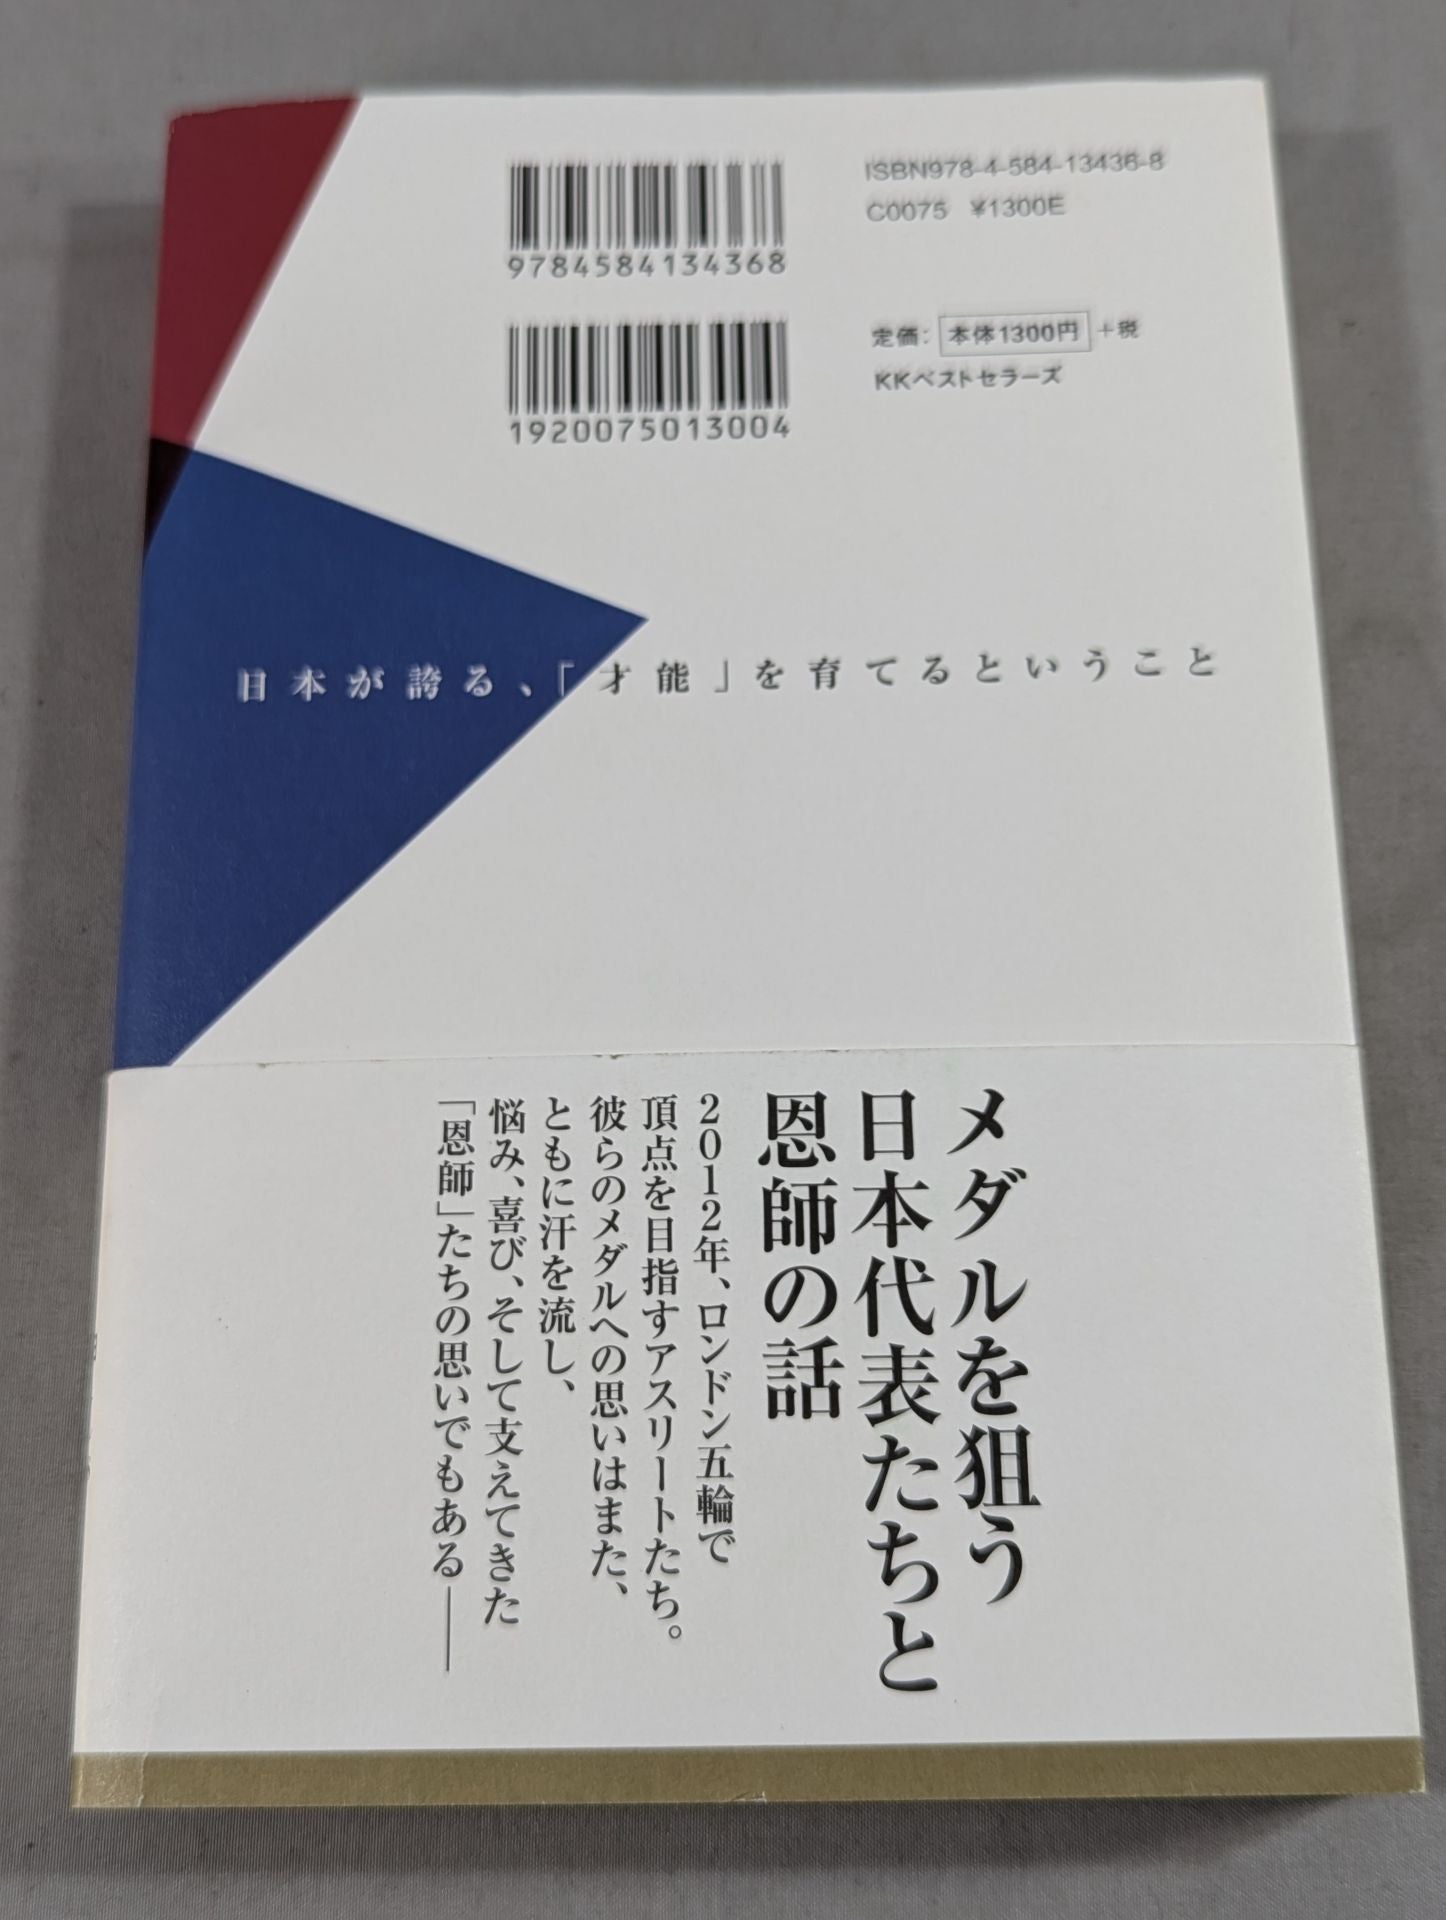 9784584134368
ISBN978-4-584-13436-8
C0075 ¥1300E
1920075013004
定価：本体1300円＋税
KKベストセラーズ
日本が誇る、「才能」を育てるということ
メダルを狙う
日本代表たちと
恩師の話
2012年、ロンドン五輪で
頂点を目指すアスリートたち。
彼らのメダルへの思いはまた、
ともに汗を流し、
悩み、喜び、そして支えてきた
「恩師」たちの思いでもある──